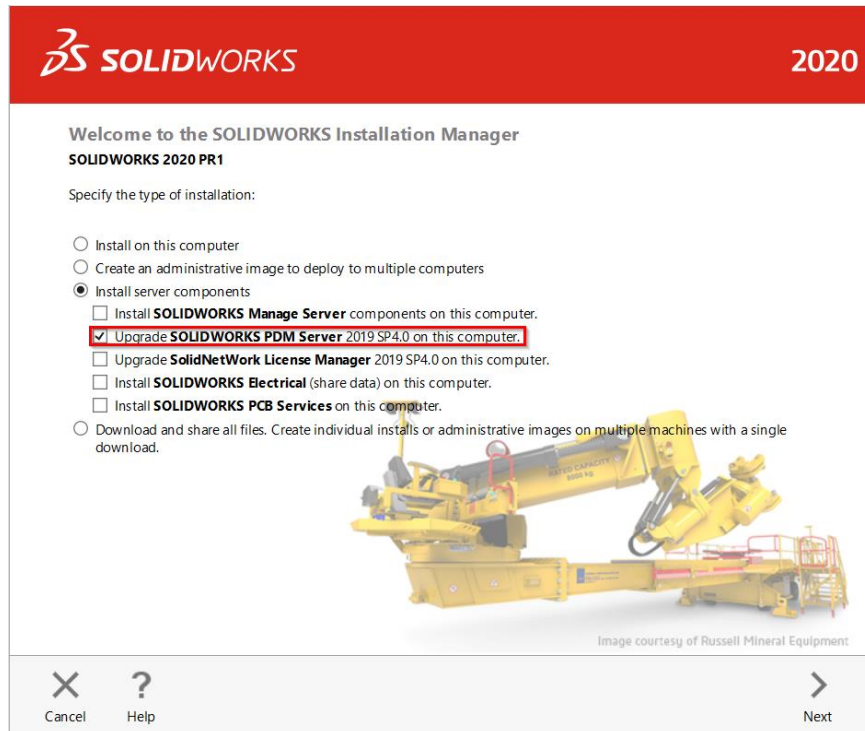 SOLIDWORKS
2020
Welcome to the SOLIDWORKS Installation Manager
SOLIDWORKS 2020 PR1
Specify the type of installation:
Install on this computer
Create an administrative image to deploy to multiple computers
Install server components
Install SOLIDWORKS Manage Server components on this computer.
Upgrade SOLIDWORKS PDM Server 2019 SP4.0 on this computer.
Upgrade SolidNetWork License Manager 2019 SP4.0 on this computer.
Install SOLIDWORKS Electrical (share data) on this computer.
Install SOLIDWORKS PCB Services on this computer.
Download and share all files. Create individual installs or administrative images on multiple machines with a single
download.
RATED CAPACITY
8000 kg
Image courtesy of Russell Mineral Equipment
Cancel
Help
Next